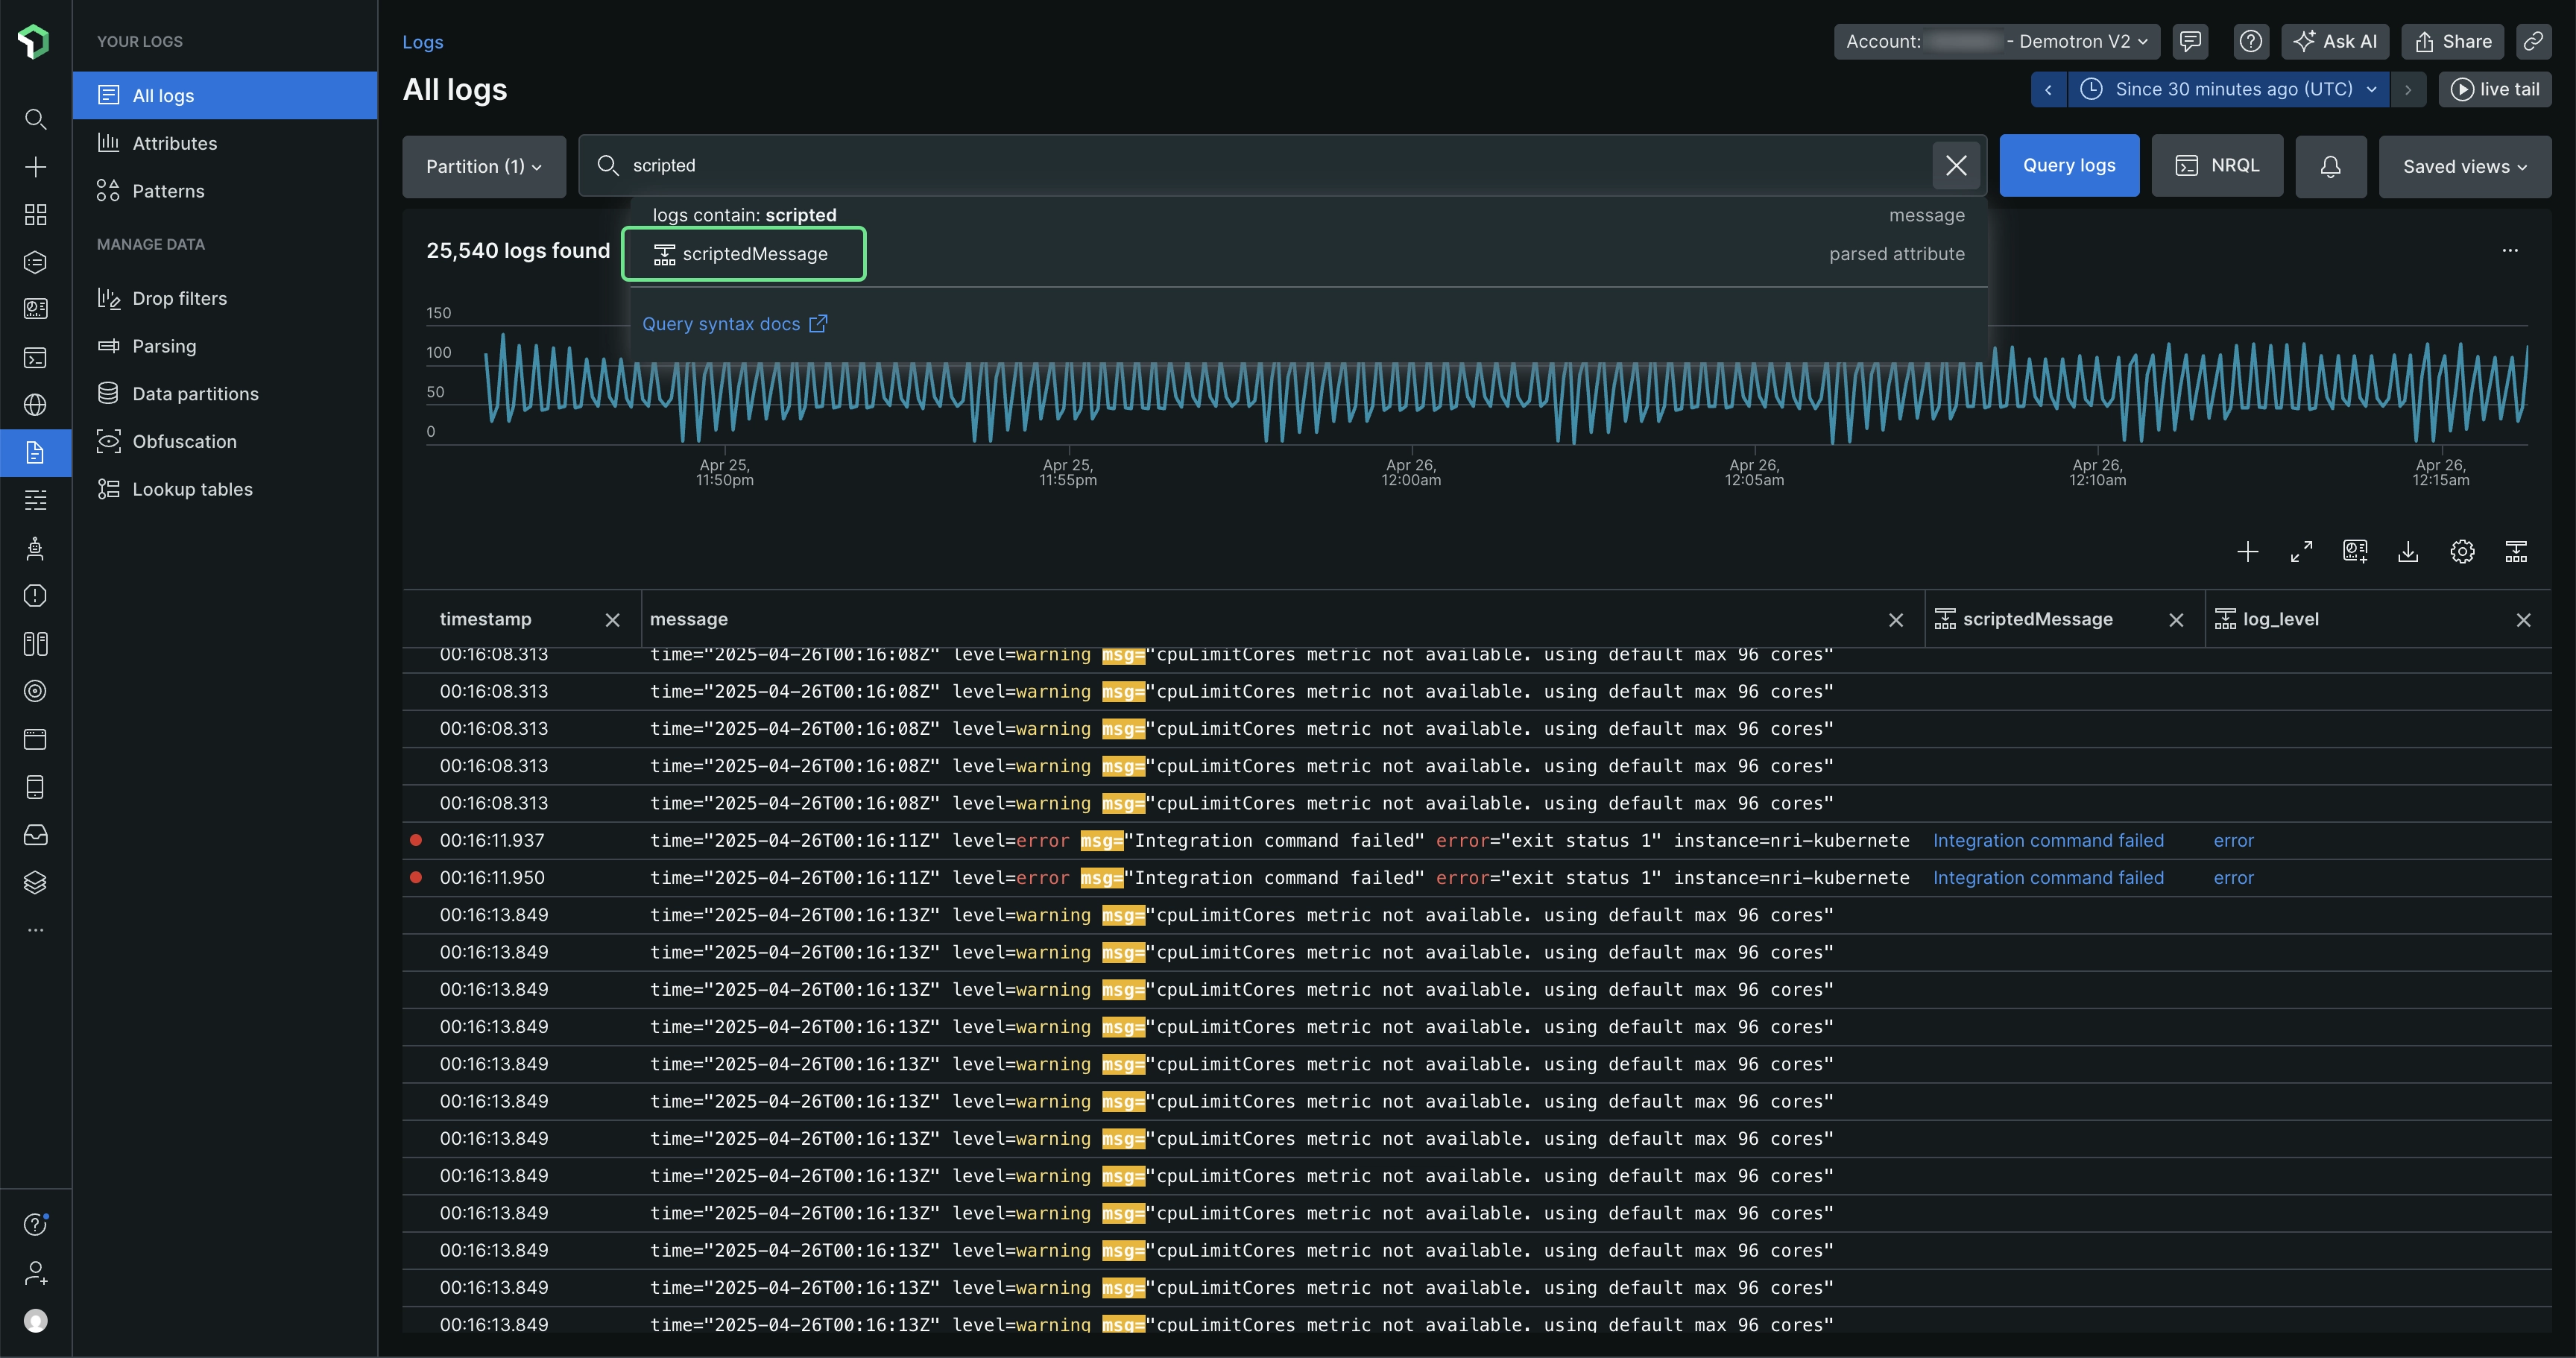 YOUR LOGS
All logs
Attributes
Patterns
MANAGE DATA
Drop filters
Parsing
Data partitions
Obfuscation
Lookup tables
Logs
Account: - Demotron V2
Ask AI
Share
All logs
Since 30 minutes ago (UTC)
live tail
Partition (1)
scripted
Query logs
NRQL
Saved views
logs contain: scripted message
scriptedMessage parsed attribute
Query syntax docs
25,540 logs found
150
100
50
0
Apr 25, 11:50pm
Apr 25, 11:55pm
Apr 26, 12:00am
Apr 26, 12:05am
Apr 26, 12:10am
Apr 26, 12:15am
timestamp message scriptedMessage log_level
00:16:08.313 time="2025-04-26T00:16:08Z" level=warning msg="cpuLimitCores metric not available. using default max 96 cores"
00:16:08.313 time="2025-04-26T00:16:08Z" level=warning msg="cpuLimitCores metric not available. using default max 96 cores"
00:16:08.313 time="2025-04-26T00:16:08Z" level=warning msg="cpuLimitCores metric not available. using default max 96 cores"
00:16:08.313 time="2025-04-26T00:16:08Z" level=warning msg="cpuLimitCores metric not available. using default max 96 cores"
00:16:08.313 time="2025-04-26T00:16:08Z" level=warning msg="cpuLimitCores metric not available. using default max 96 cores"
00:16:11.937 time="2025-04-26T00:16:11Z" level=error msg="Integration command failed" error="exit status 1" instance=nri-kubernete Integration command failed error
00:16:11.950 time="2025-04-26T00:16:11Z" level=error msg="Integration command failed" error="exit status 1" instance=nri-kubernete Integration command failed error
00:16:13.849 time="2025-04-26T00:16:13Z" level=warning msg="cpuLimitCores metric not available. using default max 96 cores"
00:16:13.849 time="2025-04-26T00:16:13Z" level=warning msg="cpuLimitCores metric not available. using default max 96 cores"
00:16:13.849 time="2025-04-26T00:16:13Z" level=warning msg="cpuLimitCores metric not available. using default max 96 cores"
00:16:13.849 time="2025-04-26T00:16:13Z" level=warning msg="cpuLimitCores metric not available. using default max 96 cores"
00:16:13.849 time="2025-04-26T00:16:13Z" level=warning msg="cpuLimitCores metric not available. using default max 96 cores"
00:16:13.849 time="2025-04-26T00:16:13Z" level=warning msg="cpuLimitCores metric not available. using default max 96 cores"
00:16:13.849 time="2025-04-26T00:16:13Z" level=warning msg="cpuLimitCores metric not available. using default max 96 cores"
00:16:13.849 time="2025-04-26T00:16:13Z" level=warning msg="cpuLimitCores metric not available. using default max 96 cores"
00:16:13.849 time="2025-04-26T00:16:13Z" level=warning msg="cpuLimitCores metric not available. using default max 96 cores"
00:16:13.849 time="2025-04-26T00:16:13Z" level=warning msg="cpuLimitCores metric not available. using default max 96 cores"
00:16:13.849 time="2025-04-26T00:16:13Z" level=warning msg="cpuLimitCores metric not available. using default max 96 cores"
00:16:13.849 time="2025-04-26T00:16:13Z" level=warning msg="cpuLimitCores metric not available. using default max 96 cores"